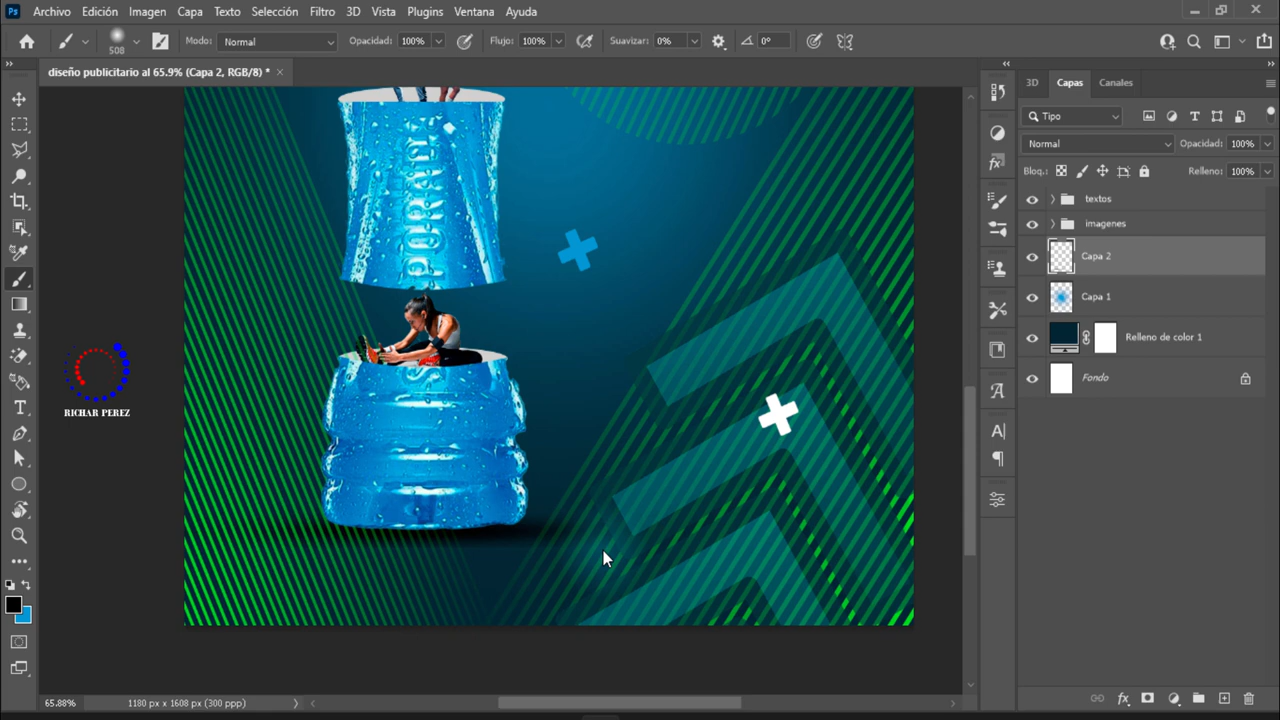 Ps Archivo Edición Imagen Capa Texto Selección Filtro 3D Vista Plugins Ventana Ayuda
508 Modo: Normal Opacidad: 100% Flujo: 100% Suavizar: 0% 0°
diseño publicitario al 65.9% (Capa 2, RGB/8) * ×
3D Capas Canales
Tipo
Normal Opacidad: 100%
Bloq.: Relleno: 100%
textos
imagenes
Capa 2
Capa 1
Relleno de color 1
Fondo
RICHAR PEREZ
65.88% 1180 px x 1608 px (300 ppp)